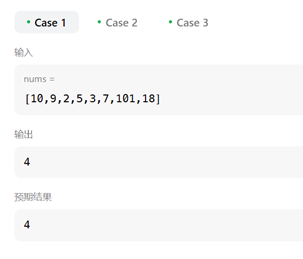 Case 1 Case 2 Case 3
输入
nums =
[10,9,2,5,3,7,101,18]
输出
4
预期结果
4